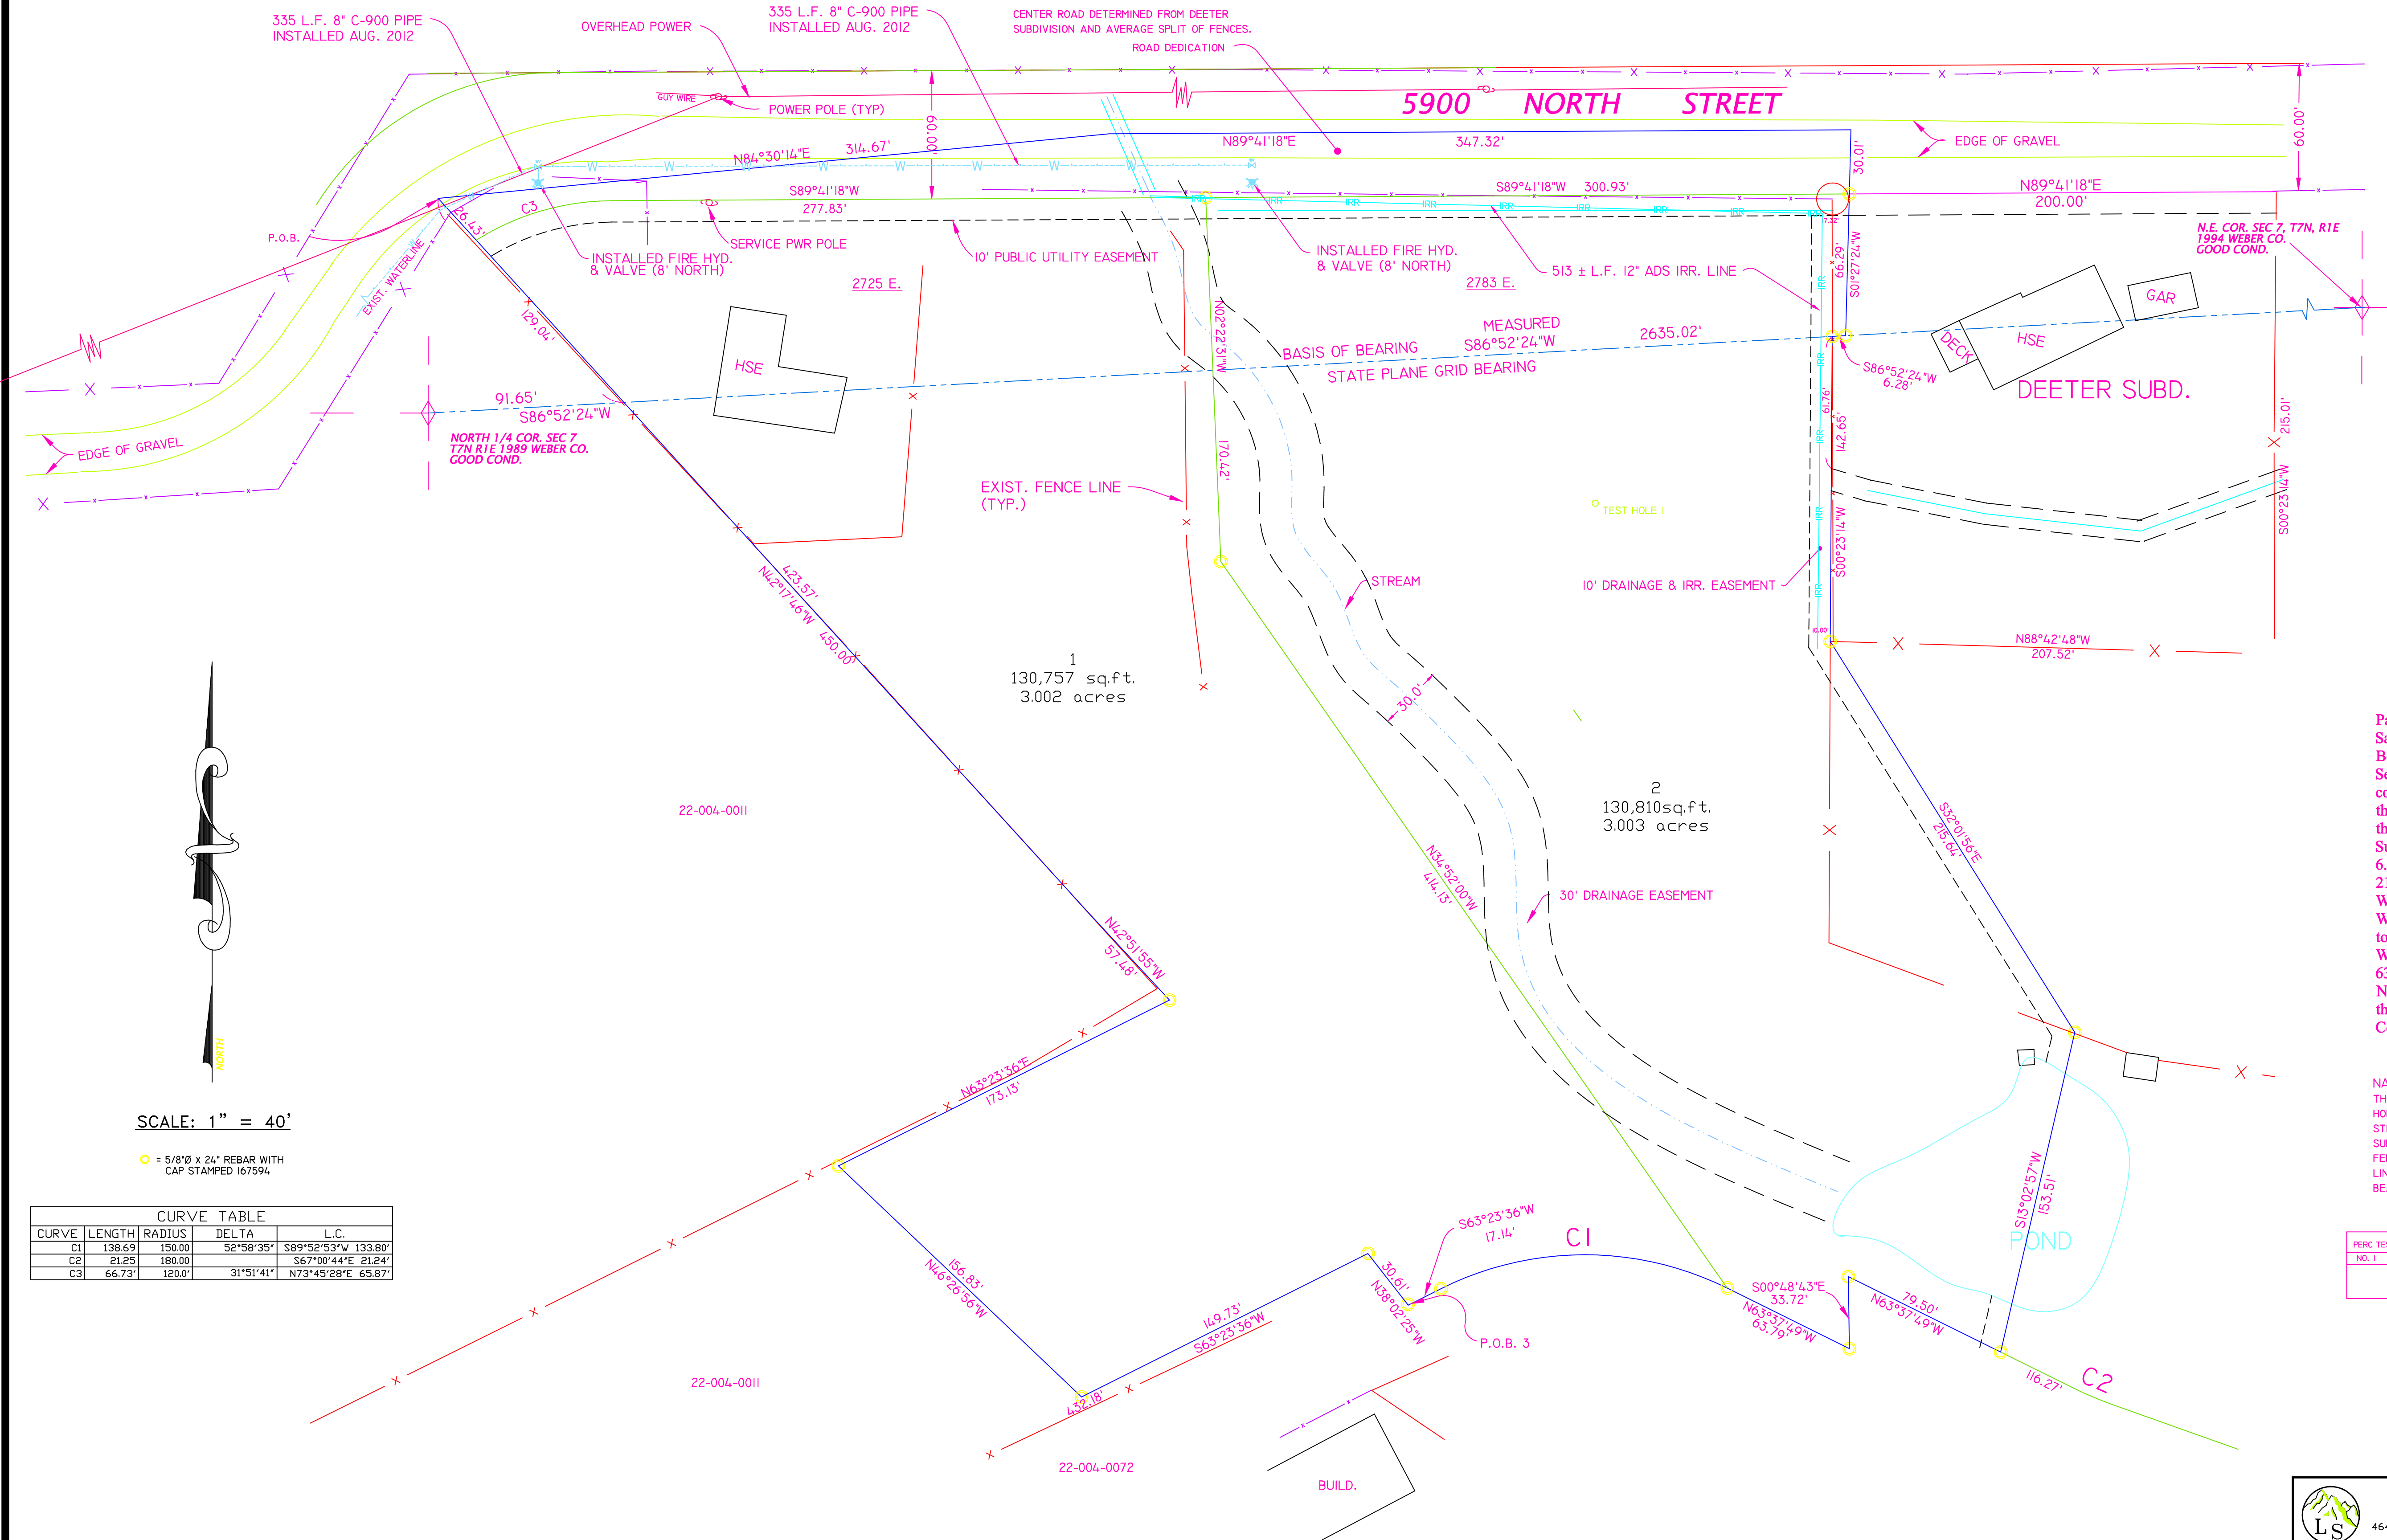 335 L.F. 8" C-900 PIPE
INSTALLED AUG. 2012
OVERHEAD POWER
335 L.F. 8" C-900 PIPE
INSTALLED AUG. 2012
CENTER ROAD DETERMINED FROM DEETER
SUBDIVISION AND AVERAGE SPLIT OF FENCES.
ROAD DEDICATION
GUY WIRE
POWER POLE (TYP)
60.00'
5900 NORTH STREET
60.00'
N84°30'14"E 314.67'
N89°41'18"E 347.32'
30.01'
EDGE OF GRAVEL
S89°41'18"W
277.83'
S89°41'18"W 300.93'
N89°41'18"E
200.00'
26.43'
C3
P.O.B.
SERVICE PWR POLE
INSTALLED FIRE HYD.
& VALVE (8' NORTH)
10' PUBLIC UTILITY EASEMENT
INSTALLED FIRE HYD.
& VALVE (8' NORTH)
513 ± L.F. 12" ADS IRR. LINE
17.32'
66.29'
S01°27'24"W
N.E. COR. SEC 7, T7N, R1E
1994 WEBER CO.
GOOD COND.
EXIST. WATERLINE
2725 E.
2783 E.
129.04'
HSE
N02°22'31"W
170.42'
MEASURED
BASIS OF BEARING S86°52'24"W 2635.02'
STATE PLANE GRID BEARING
DECK
HSE
GAR
S86°52'24"W
6.28'
DEETER SUBD.
91.65'
S86°52'24"W
NORTH 1/4 COR. SEC 7
T7N R1E 1989 WEBER CO.
GOOD COND.
EDGE OF GRAVEL
61.76'
142.65'
S00°23'14"W
215.01'
S00°23'14"W
EXIST. FENCE LINE
(TYP.)
TEST HOLE 1
STREAM
10' DRAINAGE & IRR. EASEMENT
10.00'
N88°42'48"W
207.52'
423.57'
N42°17'46"W 450.00'
1
130,757 sq.ft.
3.002 acres
30.0'
2
130,810sq.ft.
3.003 acres
22-004-0011
S32°01'56"E
215.64'
N34°52'00"W
414.13'
30' DRAINAGE EASEMENT
N42°51'55"W
57.48'
NORTH
SCALE: 1” = 40’
= 5/8"Ø x 24" REBAR WITH
CAP STAMPED 167594
N63°23'36"E
173.13'
S13°02'57"W
153.51'
POND
CURVE TABLE
CURVE LENGTH RADIUS DELTA L.C.
C1 138.69 150.00 52°58'35" S89°52'53"W 133.80'
C2 21.25 180.00 S67°00'44"E 21.24'
C3 66.73' 120.0' 31°51'41" N73°45'28"E 65.87'
156.83'
N46°26'56"W
149.73'
S63°23'36"W
30.61'
N38°02'25"W
S63°23'36"W
17.14'
C1
P.O.B. 3
S00°48'43"E
33.72'
N63°37'49"W
63.79'
79.50'
N63°37'49"W
116.27'
C2
432.18'
22-004-0011
22-004-0072
BUILD.
PERC TES
NO. 1
LS
464